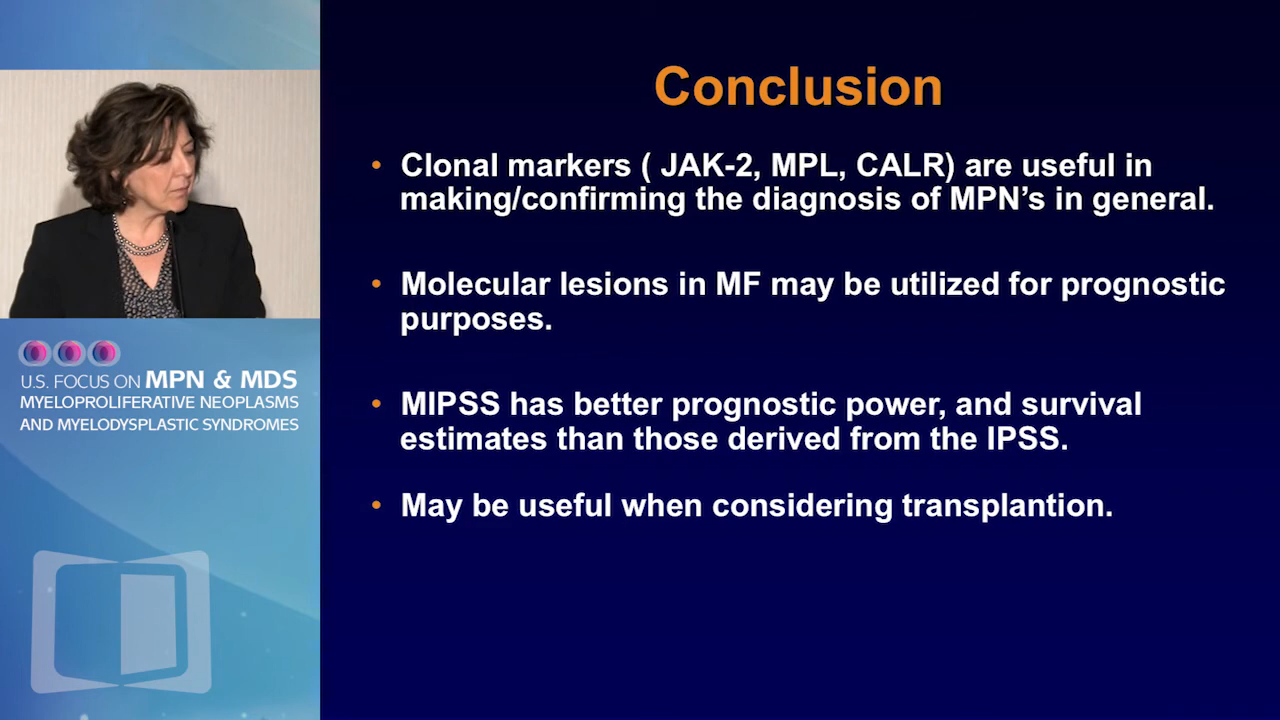 Conclusion
• Clonal markers ( JAK-2, MPL, CALR) are useful in
making/confirming the diagnosis of MPN’s in general.
• Molecular lesions in MF may be utilized for prognostic
purposes.
• MIPSS has better prognostic power, and survival
estimates than those derived from the IPSS.
• May be useful when considering transplantion.
U.S. FOCUS ON MPN & MDS
MYELOPROLIFERATIVE NEOPLASMS
AND MYELODYSPLASTIC SYNDROMES